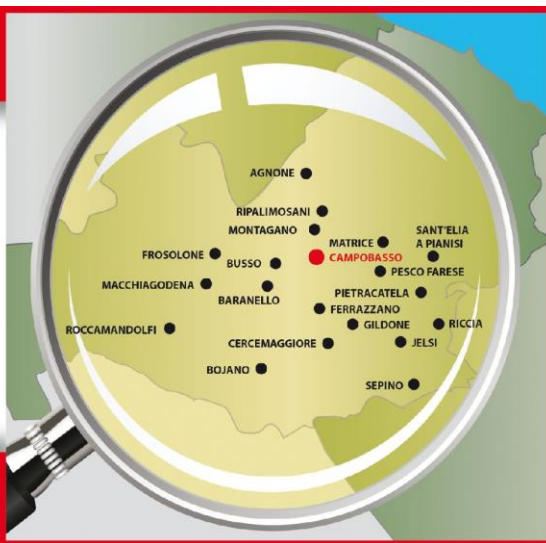 AGNONE
RIPALIMOSANI
MONTAGANO
MATRICE
SANT'ELIA
A PIANISI
FROSOLONE
BUSSO
CAMPOBASSO
PESCO FARESE
MACCHIAGODENA
BARANELLO
PIETRACATELA
FERRAZZANO
ROCCAMANDOLFI
GILDONE
RICCIA
CERCEMAGGIORE
JELSI
BOJANO
SEPINO